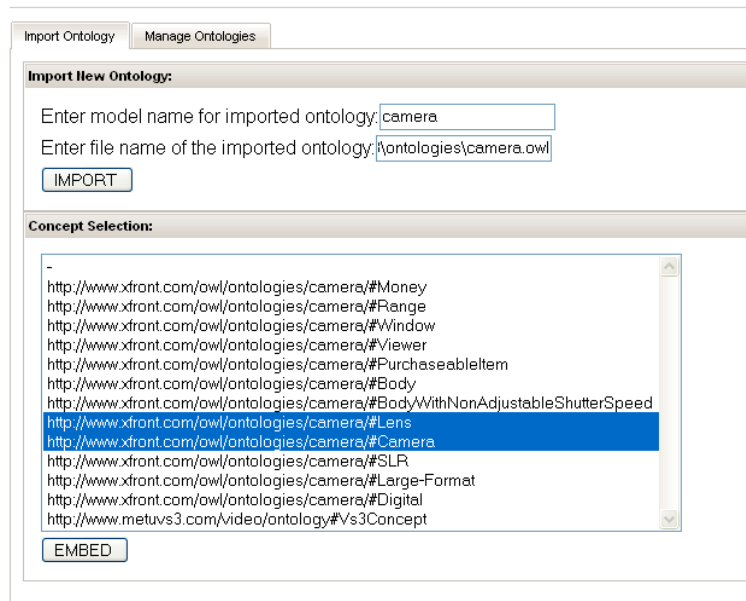 Import Ontology Manage Ontologies
Import New Ontology:
Enter model name for imported ontology: camera
Enter file name of the imported ontology: \ontologies\camera.owl
IMPORT
Concept Selection:
-
http://www.xfront.com/owl/ontologies/camera/#Money
http://www.xfront.com/owl/ontologies/camera/#Range
http://www.xfront.com/owl/ontologies/camera/#Window
http://www.xfront.com/owl/ontologies/camera/#Viewer
http://www.xfront.com/owl/ontologies/camera/#PurchaseableItem
http://www.xfront.com/owl/ontologies/camera/#Body
http://www.xfront.com/owl/ontologies/camera/#BodyWithNonAdjustableShutterSpeed
http://www.xfront.com/owl/ontologies/camera/#Lens
http://www.xfront.com/owl/ontologies/camera/#Camera
http://www.xfront.com/owl/ontologies/camera/#SLR
http://www.xfront.com/owl/ontologies/camera/#Large-Format
http://www.xfront.com/owl/ontologies/camera/#Digital
http://www.metuvs3.com/video/ontology#Vs3Concept
EMBED